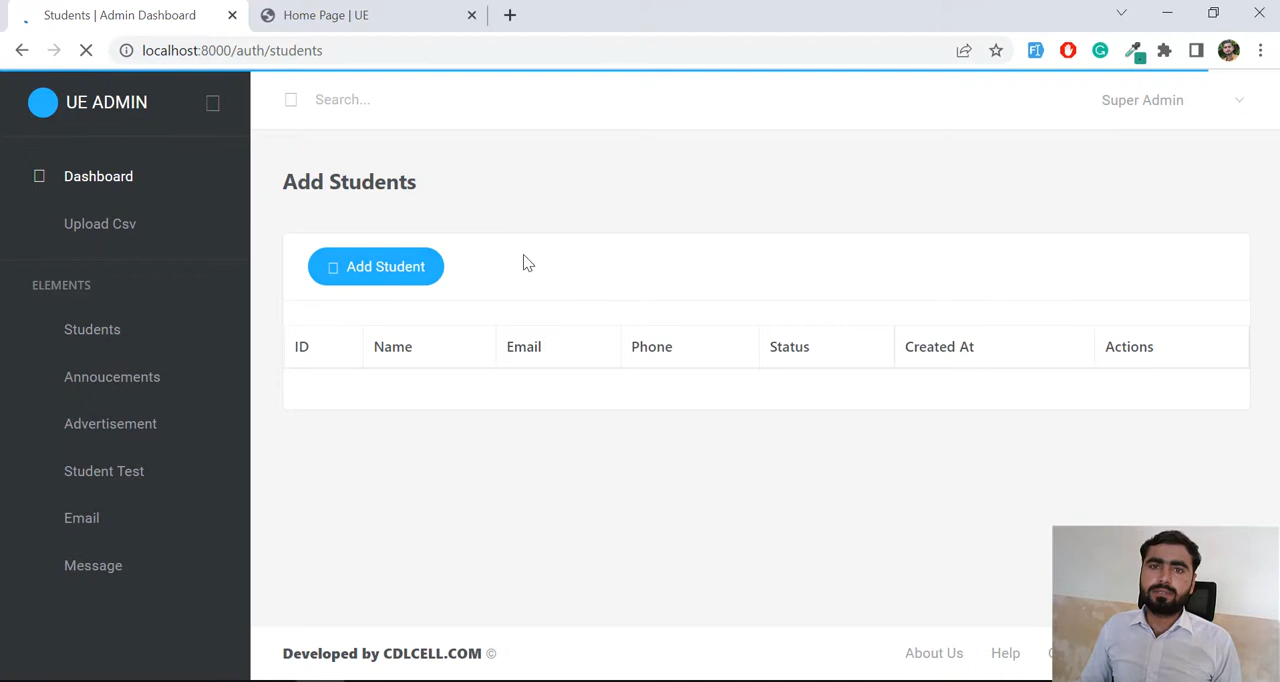 Students | Admin Dashboard
Home Page | UE
localhost:8000/auth/students
UE ADMIN
Search...
Super Admin
Dashboard
Upload Csv
ELEMENTS
Students
Annoucements
Advertisement
Student Test
Email
Message
Add Students
Add Student
ID Name Email Phone Status Created At Actions
Developed by CDLCELL.COM ©
About Us Help